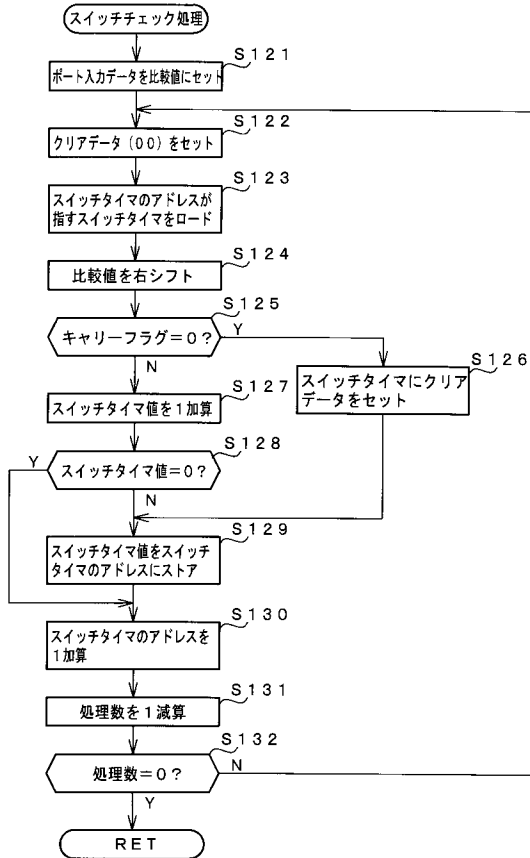 スイッチチェック処理
S121
ポート入力データを比較値にセット
S122
クリアデータ(00)をセット
S123
スイッチタイマのアドレスが
指すスイッチタイマをロード
S124
比較値を右シフト
S125
キャリーフラグ=0?
Y
N
S126
スイッチタイマにクリア
データをセット
S127
スイッチタイマ値を1加算
S128
Y
スイッチタイマ値=0?
N
S129
スイッチタイマ値をスイッチ
タイマのアドレスにストア
S130
スイッチタイマのアドレスを
1加算
S131
処理数を1減算
S132
処理数=0?
N
Y
RET